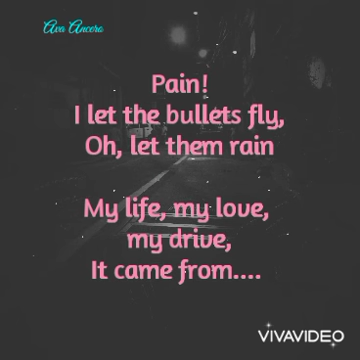 Ava Ancero
Pain!
I let the bullets fly,
Oh, let them rain
My life, my love,
my drive,
It came from....
VIVAVIDEO